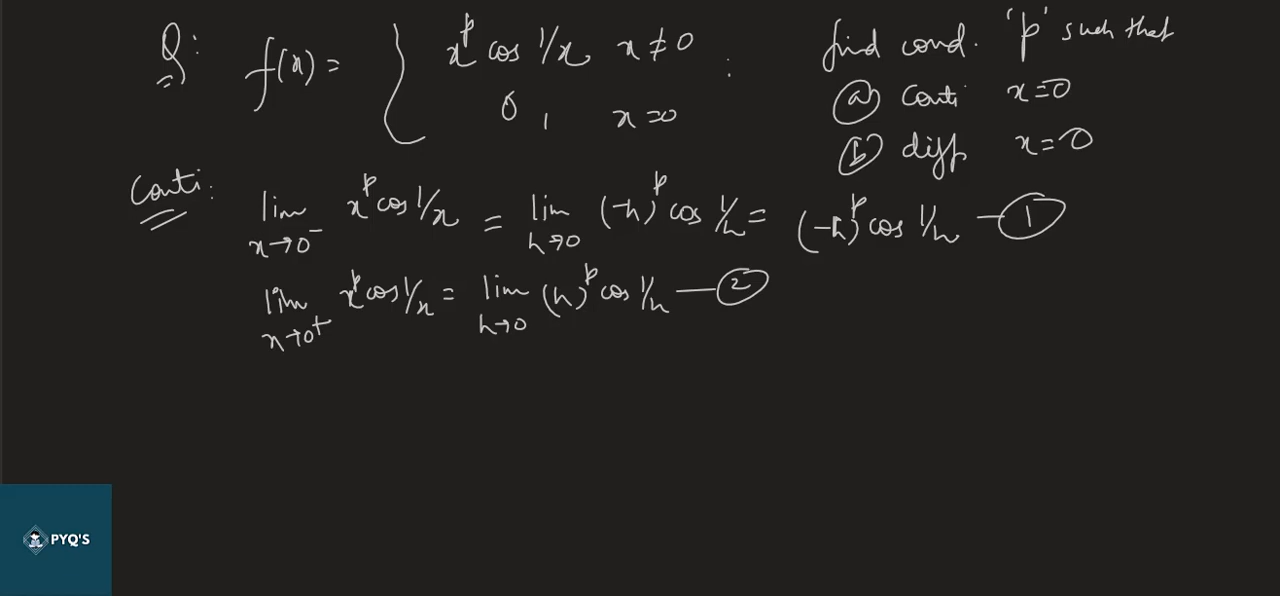 Q: f(x) = { x^p cos 1/x, x ≠ 0 : find cond. 'p' such that
0, x = 0 (a) Conti x=0
(b) diff x=0
Conti:
lim x→0⁻ x^p cos 1/x = lim h→0 (-h)^p cos 1/h = (-h)^p cos 1/h — (1)
lim x→0⁺ x^p cos 1/x = lim h→0 (h)^p cos 1/h — (2)
PYQ'S